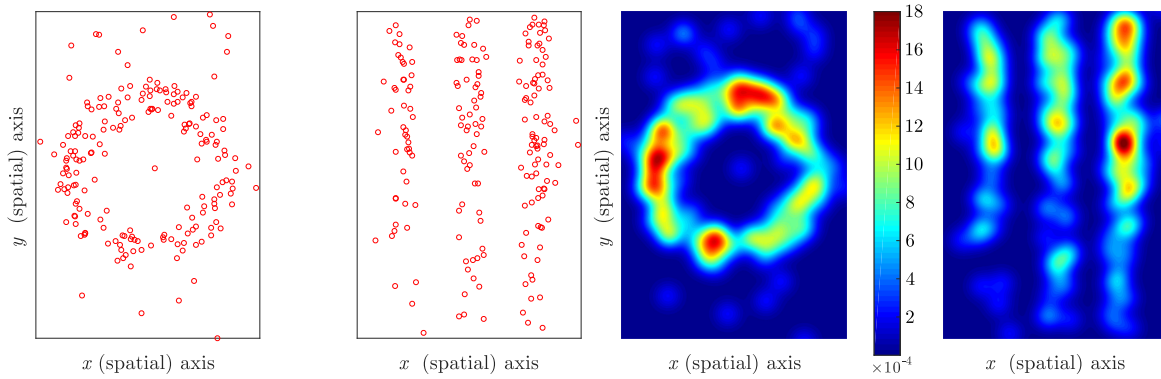 y (spatial) axis
x (spatial) axis
x (spatial) axis
y (spatial) axis
x (spatial) axis
18
16
14
12
10
8
6
4
2
×10⁻⁴
x (spatial) axis